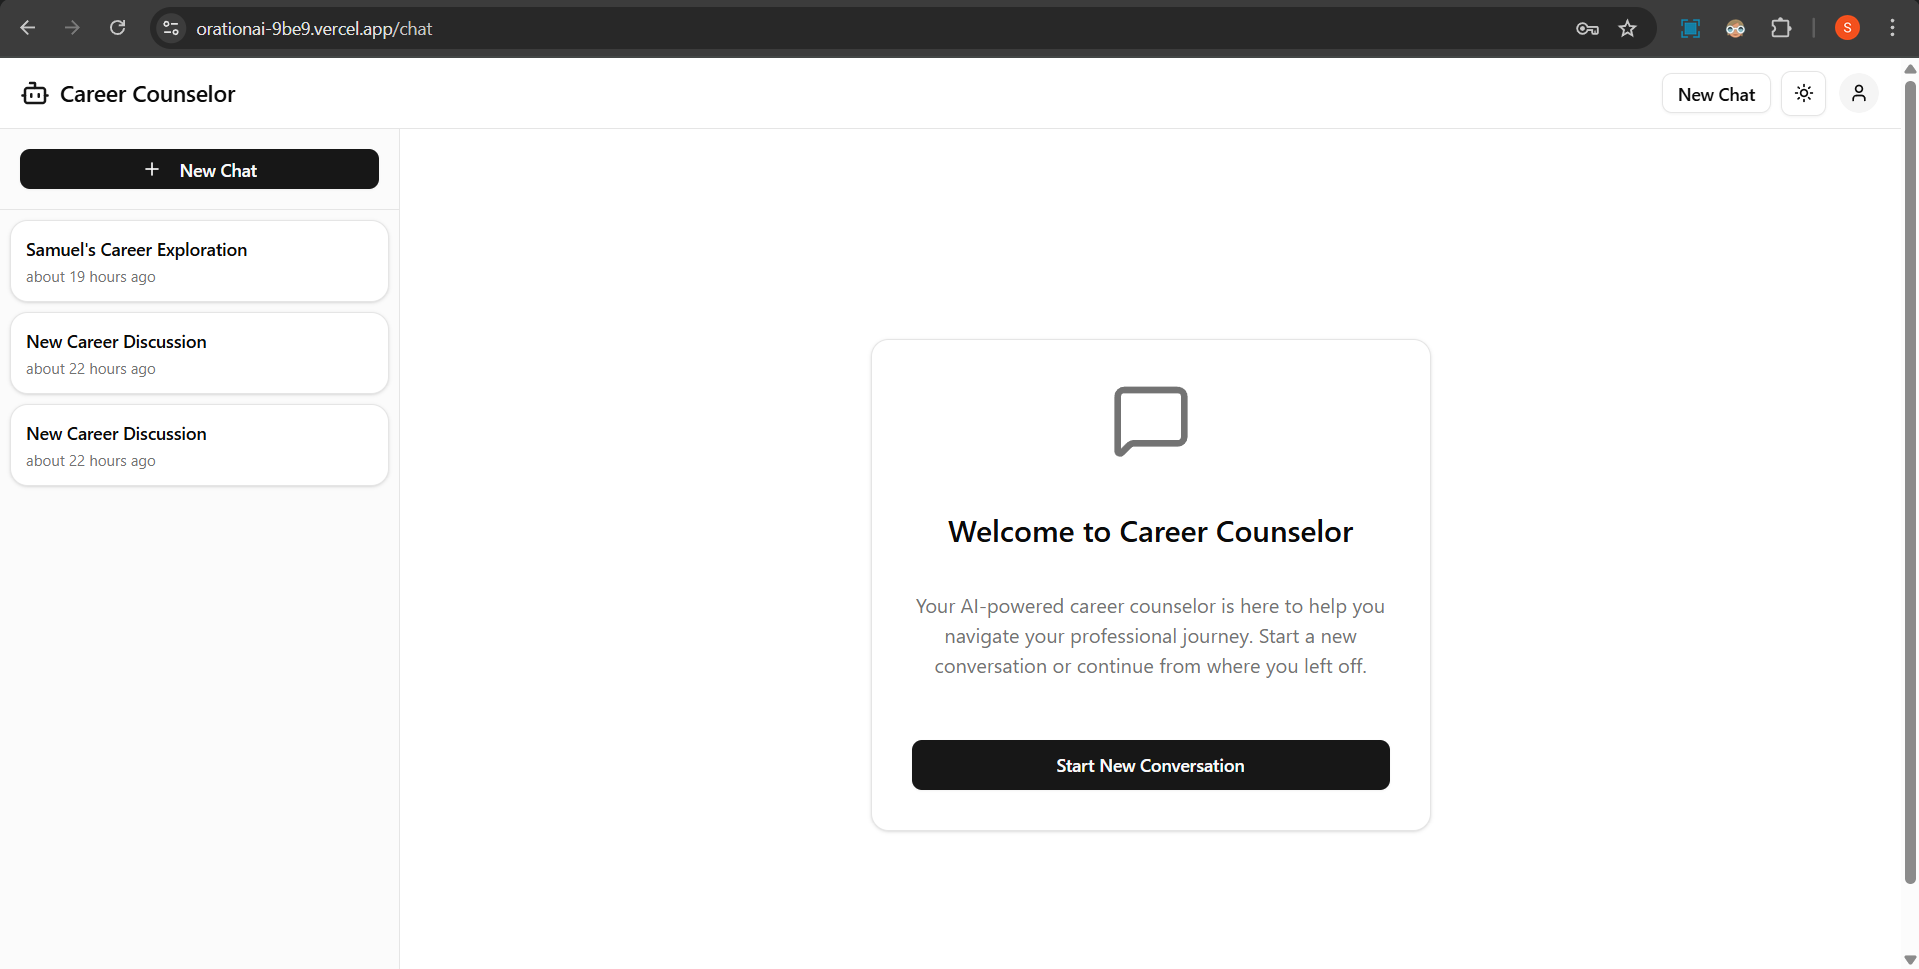 orationai-9be9.vercel.app/chat
S
Career Counselor
New Chat
New Chat
Samuel's Career Exploration
about 19 hours ago
New Career Discussion
about 22 hours ago
New Career Discussion
about 22 hours ago
Welcome to Career Counselor
Your AI-powered career counselor is here to help you
navigate your professional journey. Start a new
conversation or continue from where you left off.
Start New Conversation